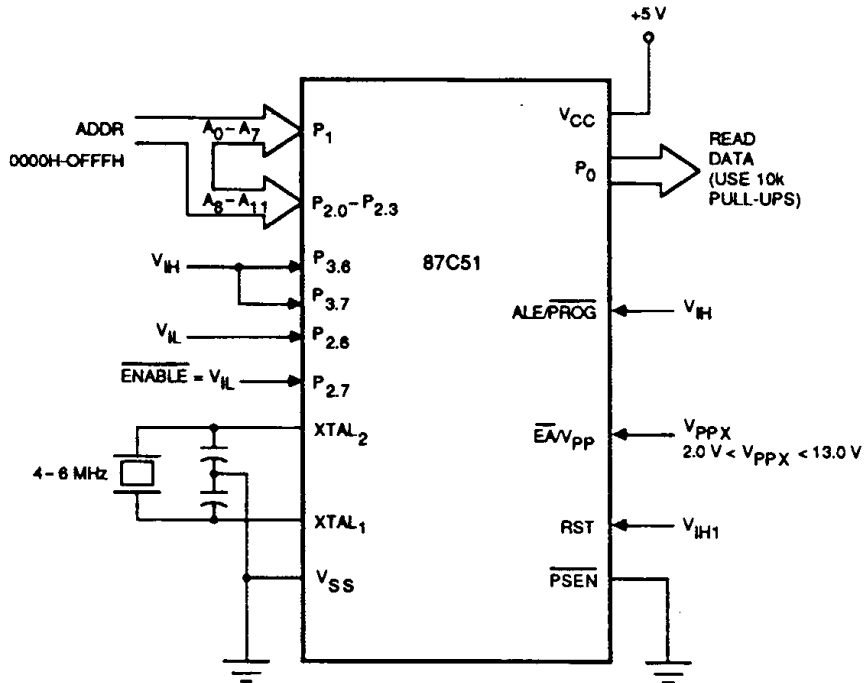 +5 V
ADDR
0000H-OFFFH
A0-A7
P1
A8-A11
P2.0-P2.3
VIH
P3.6
P3.7
VIL
P2.6
ENABLE = VIL
P2.7
4-6 MHz
XTAL2
XTAL1
VSS
87C51
VCC
P0
READ
DATA
(USE 10k
PULL-UPS)
ALE/PROG
VIH
EA/VPP
VPPX
2.0 V < VPPX < 13.0 V
RST
VIH1
PSEN